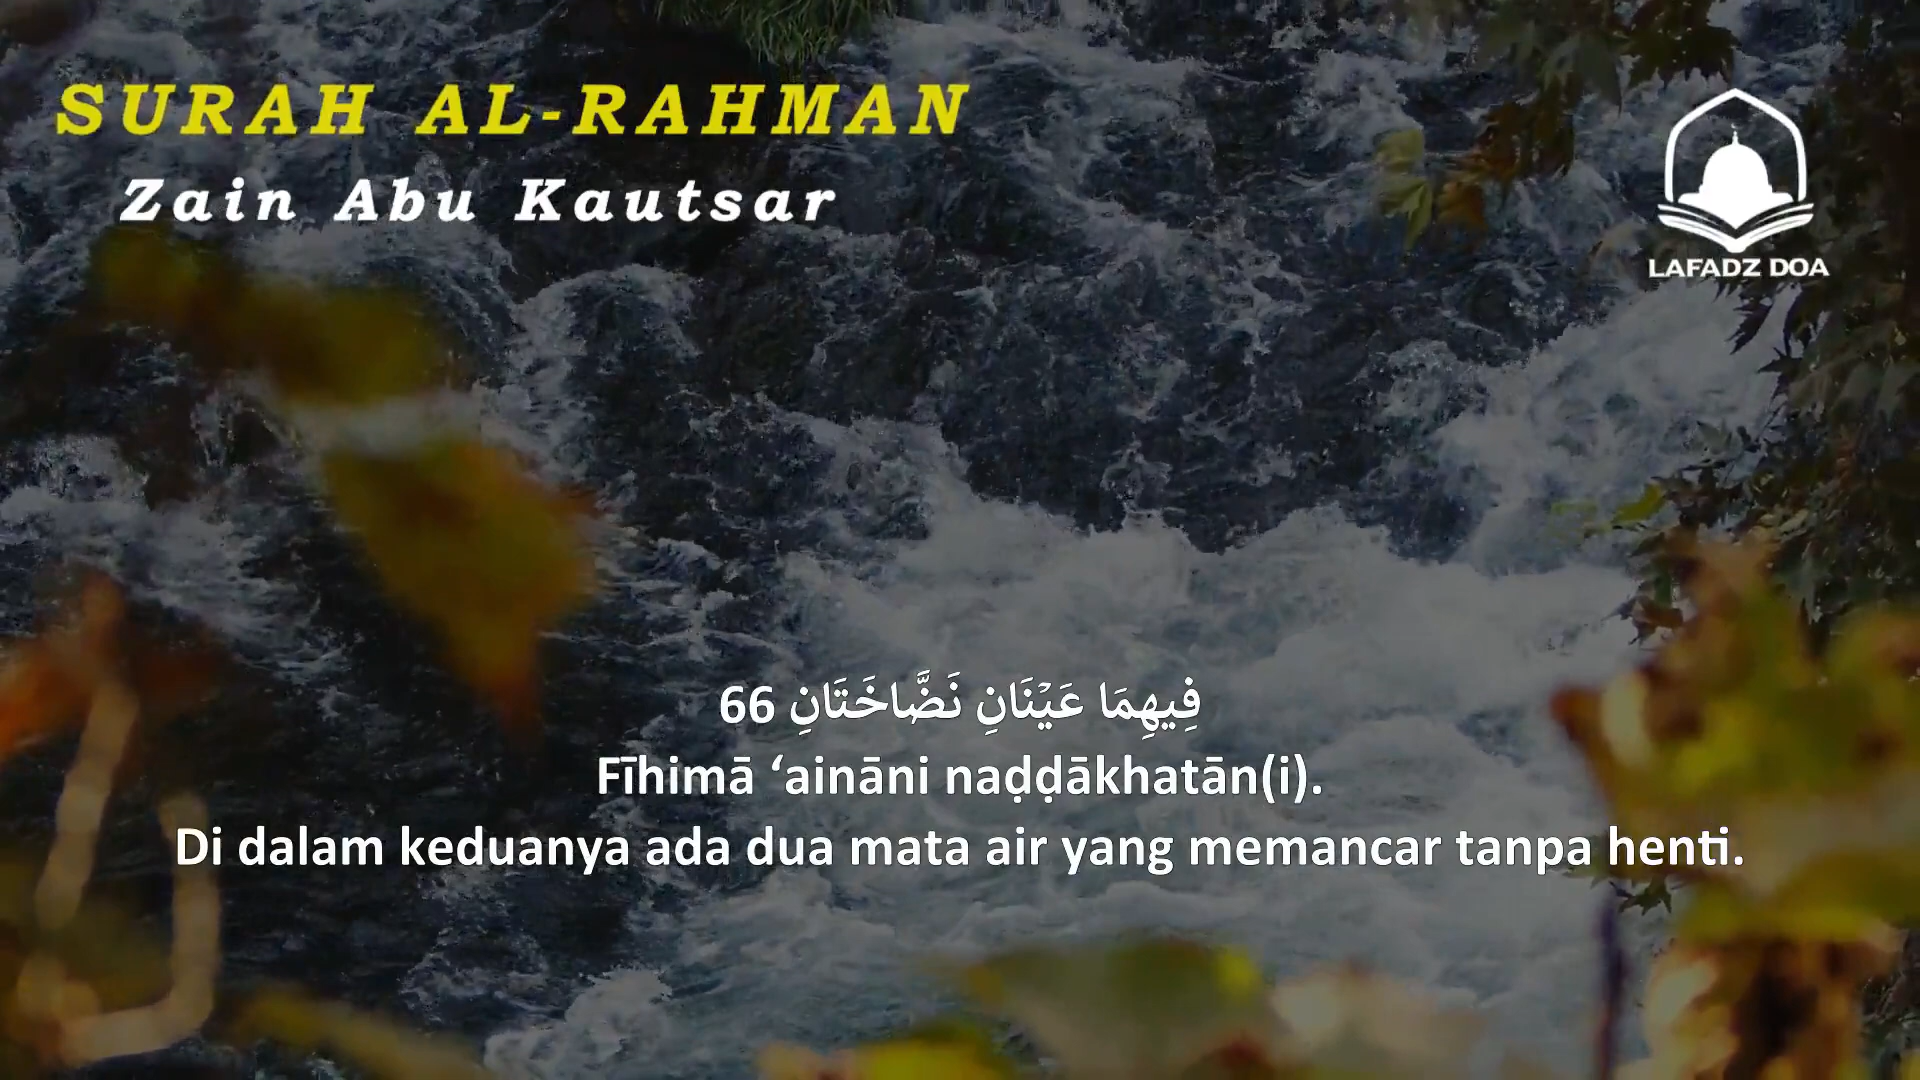 SURAH AL-RAHMAN
Zain Abu Kautsar
LAFADZ DOA
فِيهِمَا عَيْنَانِ نَضَّاخَتَانِ 66
Fīhimā ‘aināni naḍḍākhatān(i).
Di dalam keduanya ada dua mata air yang memancar tanpa henti.